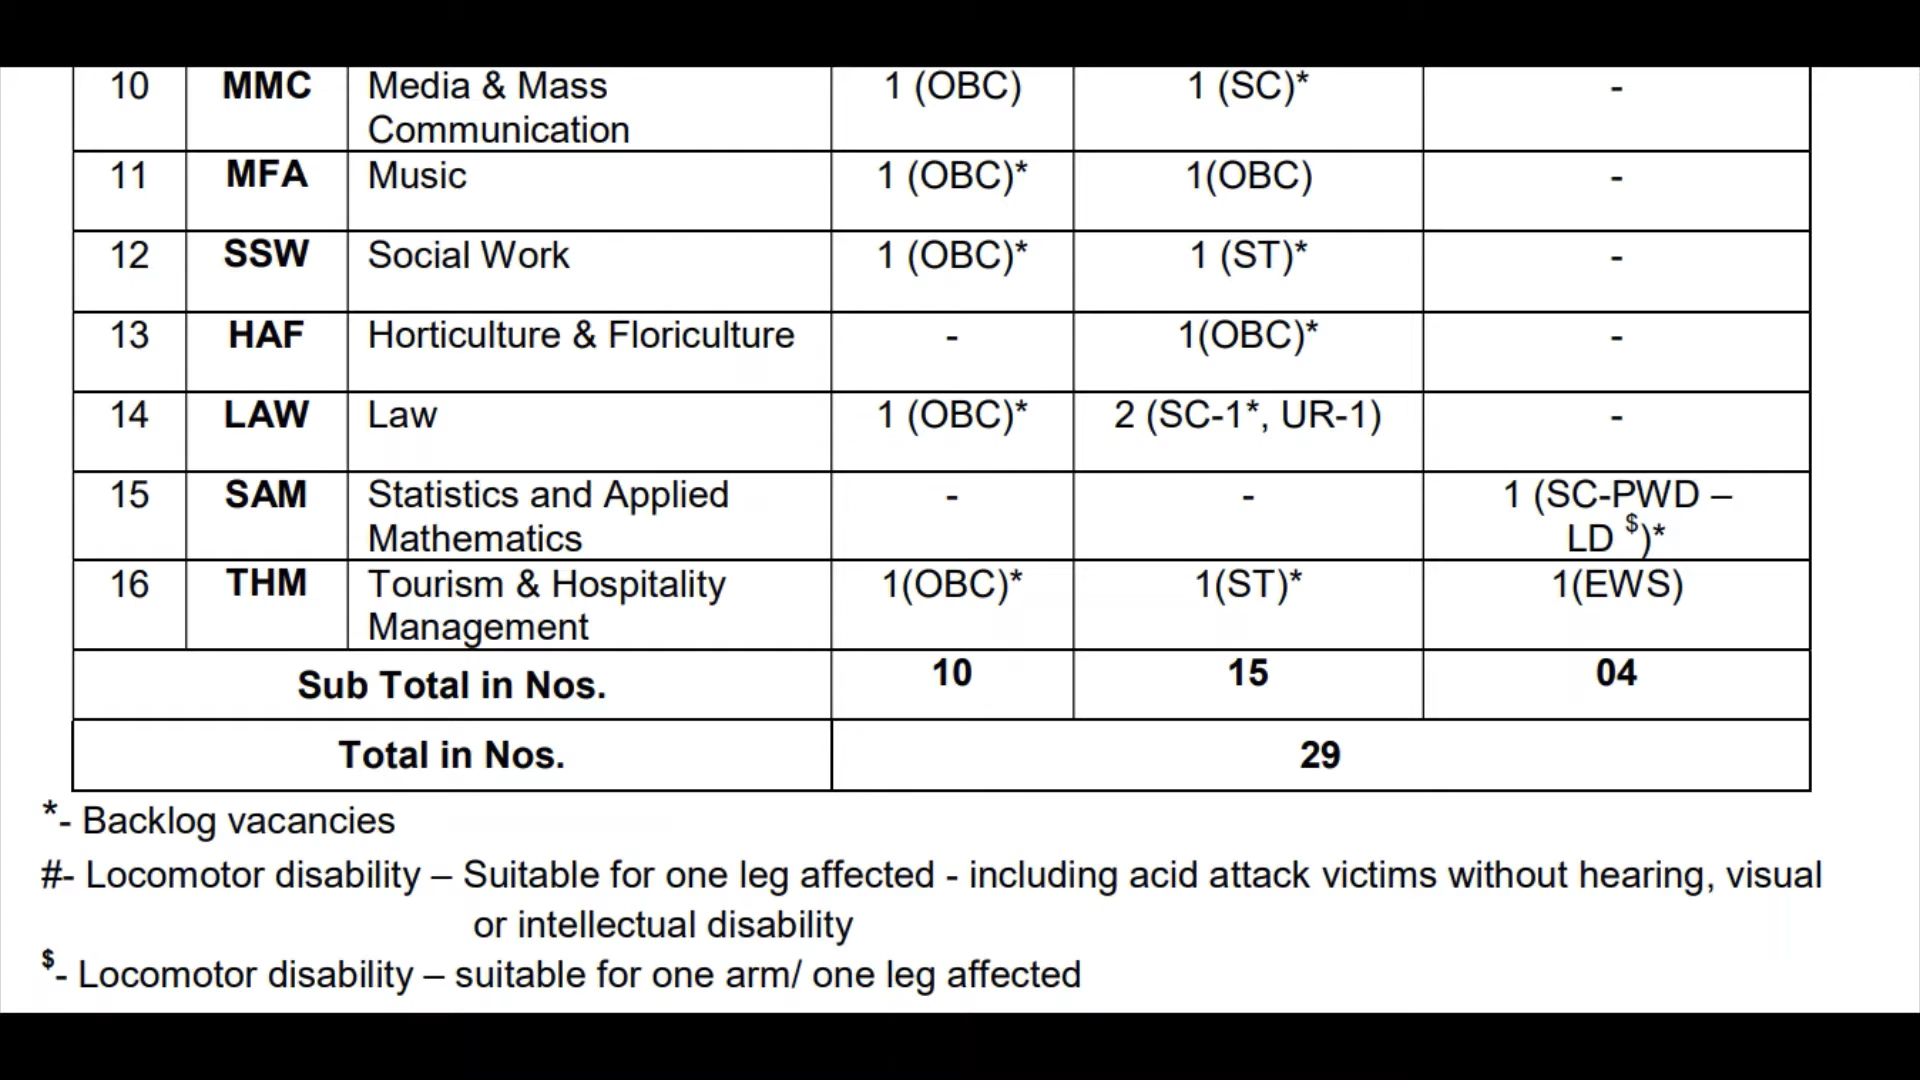 10 MMC Media & Mass 1 (OBC) 1 (SC)* -
Communication
11 MFA Music 1 (OBC)* 1(OBC) -
12 SSW Social Work 1 (OBC)* 1 (ST)* -
13 HAF Horticulture & Floriculture - 1(OBC)* -
14 LAW Law 1 (OBC)* 2 (SC-1*, UR-1) -
15 SAM Statistics and Applied - - 1 (SC-PWD –
Mathematics LD $)*
16 THM Tourism & Hospitality 1(OBC)* 1(ST)* 1(EWS)
Management
Sub Total in Nos. 10 15 04
Total in Nos. 29
*- Backlog vacancies
#- Locomotor disability – Suitable for one leg affected - including acid attack victims without hearing, visual
or intellectual disability
$- Locomotor disability – suitable for one arm/ one leg affected